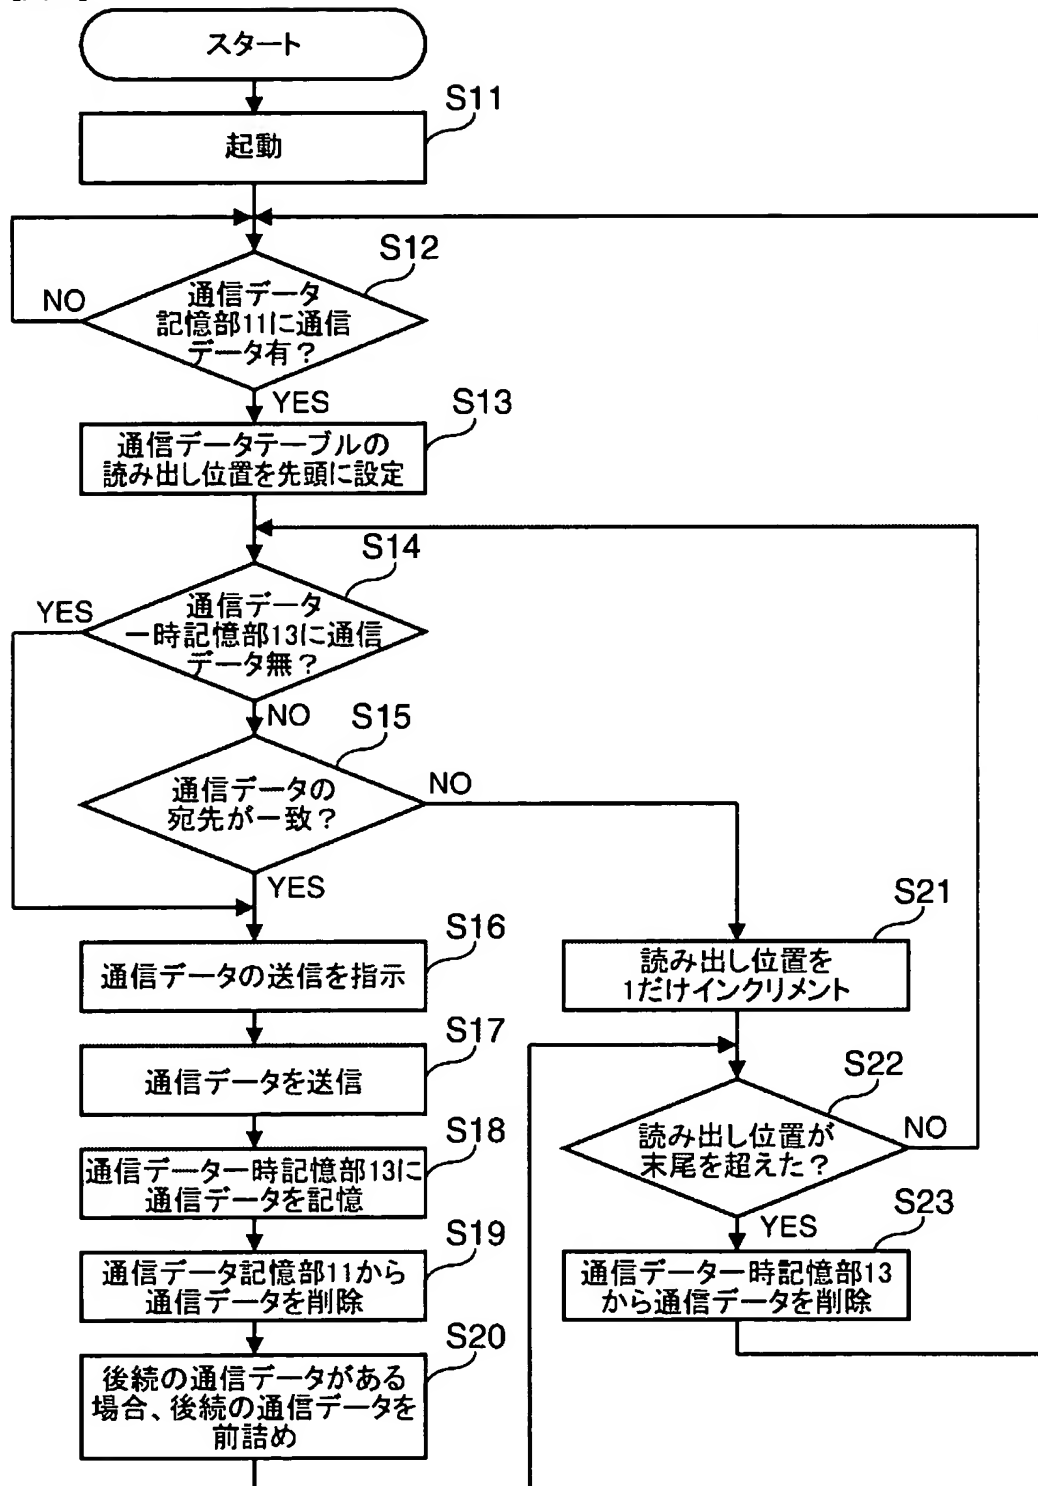 スタート
S11
起動
S12
NO
通信データ
記憶部11に通信
データ有？
YES
S13
通信データテーブルの
読み出し位置を先頭に設定
S14
YES
通信データ
一時記憶部13に通信
データ無？
NO
S15
通信データの
宛先が一致？
NO
YES
S16
通信データの送信を指示
S17
通信データを送信
S18
通信データ一時記憶部13に
通信データを記憶
S19
通信データ記憶部11から
通信データを削除
S20
後続の通信データがある
場合、後続の通信データを
前詰め
S21
読み出し位置を
1だけインクリメント
S22
読み出し位置が
末尾を超えた？
NO
YES
S23
通信データ一時記憶部13
から通信データを削除